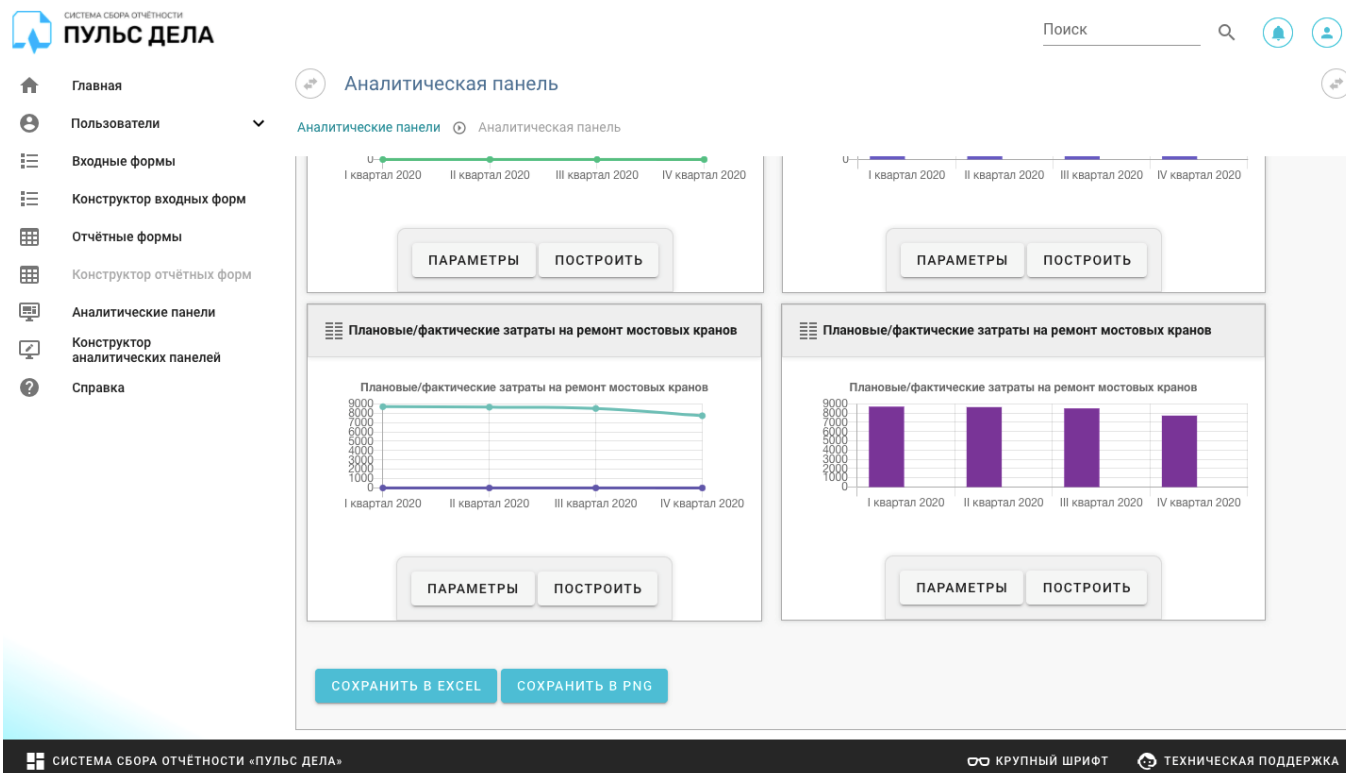 СИСТЕМА СБОРА ОТЧЁТНОСТИ
ПУЛЬС ДЕЛА
Поиск
Главная
Пользователи
Входные формы
Конструктор входных форм
Отчётные формы
Конструктор отчётных форм
Аналитические панели
Конструктор
аналитических панелей
Справка
Аналитическая панель
Аналитические панели Аналитическая панель
0
I квартал 2020 II квартал 2020 III квартал 2020 IV квартал 2020
ПАРАМЕТРЫ ПОСТРОИТЬ
0
I квартал 2020 II квартал 2020 III квартал 2020 IV квартал 2020
ПАРАМЕТРЫ ПОСТРОИТЬ
Плановые/фактические затраты на ремонт мостовых кранов
Плановые/фактические затраты на ремонт мостовых кранов
9000
8000
7000
6000
5000
4000
3000
2000
1000
0
I квартал 2020 II квартал 2020 III квартал 2020 IV квартал 2020
ПАРАМЕТРЫ ПОСТРОИТЬ
Плановые/фактические затраты на ремонт мостовых кранов
Плановые/фактические затраты на ремонт мостовых кранов
9000
8000
7000
6000
5000
4000
3000
2000
1000
0
I квартал 2020 II квартал 2020 III квартал 2020 IV квартал 2020
ПАРАМЕТРЫ ПОСТРОИТЬ
СОХРАНИТЬ В EXCEL СОХРАНИТЬ В PNG
СИСТЕМА СБОРА ОТЧЁТНОСТИ «ПУЛЬС ДЕЛА»
КРУПНЫЙ ШРИФТ ТЕХНИЧЕСКАЯ ПОДДЕРЖКА